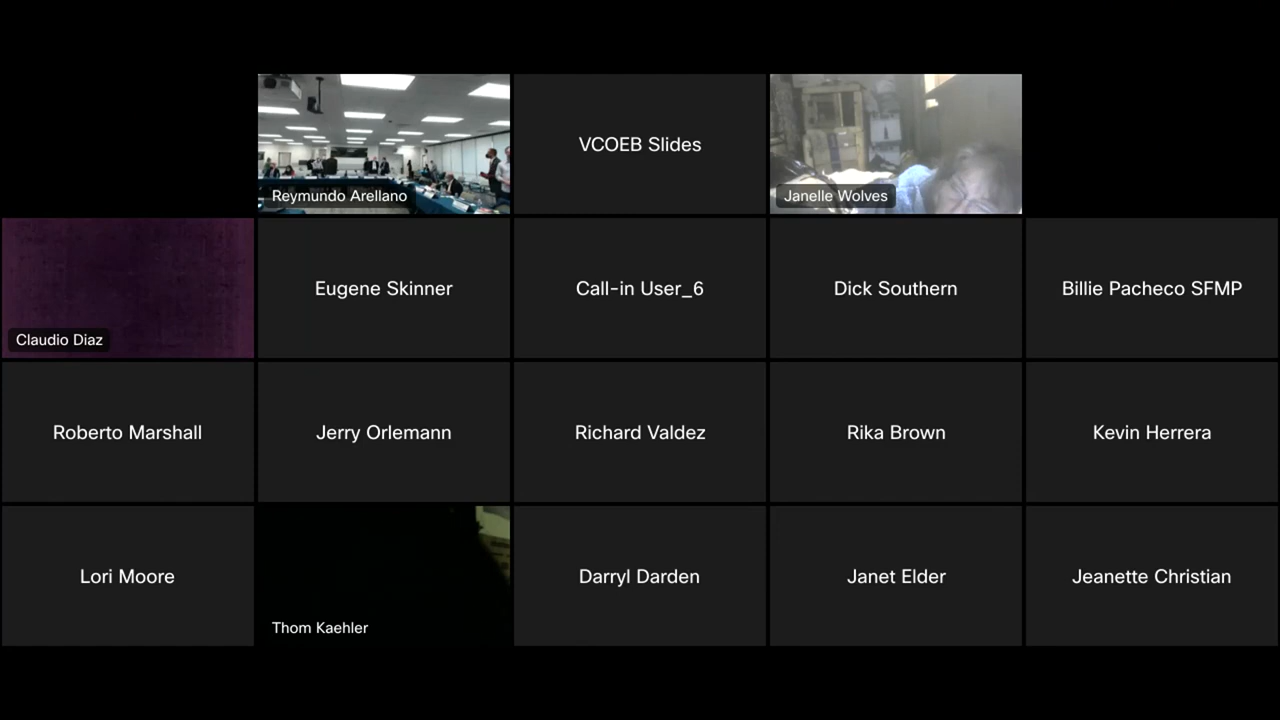 Reymundo Arellano
VCOEB Slides
Janelle Wolves
Claudio Diaz
Eugene Skinner
Call-in User_6
Dick Southern
Billie Pacheco SFMP
Roberto Marshall
Jerry Orlemann
Richard Valdez
Rika Brown
Kevin Herrera
Lori Moore
Thom Kaehler
Darryl Darden
Janet Elder
Jeanette Christian